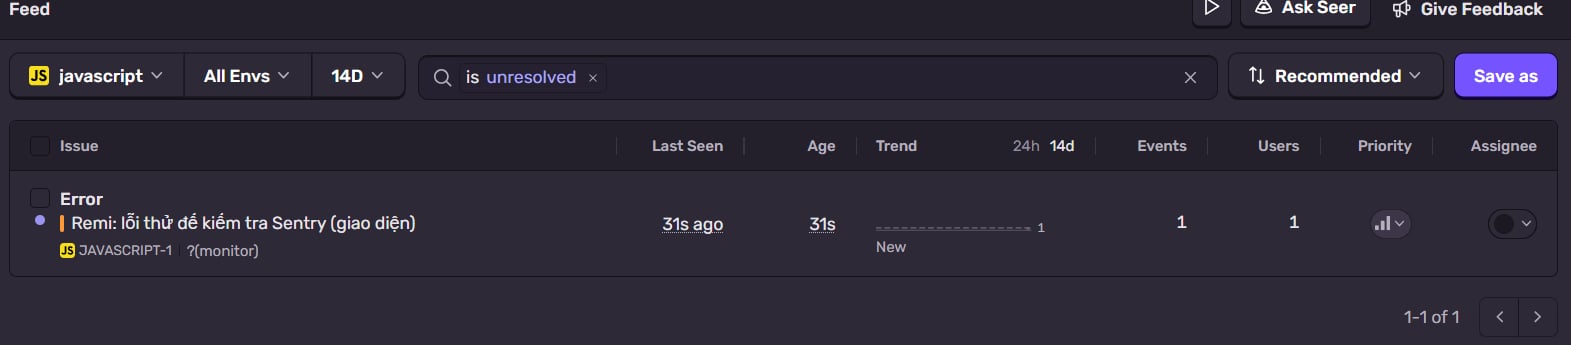 Feed
Ask Seer
Give Feedback
JS javascript
All Envs
14D
is unresolved ×
Recommended
Save as
Issue
Last Seen
Age
Trend
24h 14d
Events
Users
Priority
Assignee
Error
Remi: lỗi thử để kiểm tra Sentry (giao diện)
31s ago
31s
1
1
1
JS JAVASCRIPT-1
?(monitor)
New
1-1 of 1